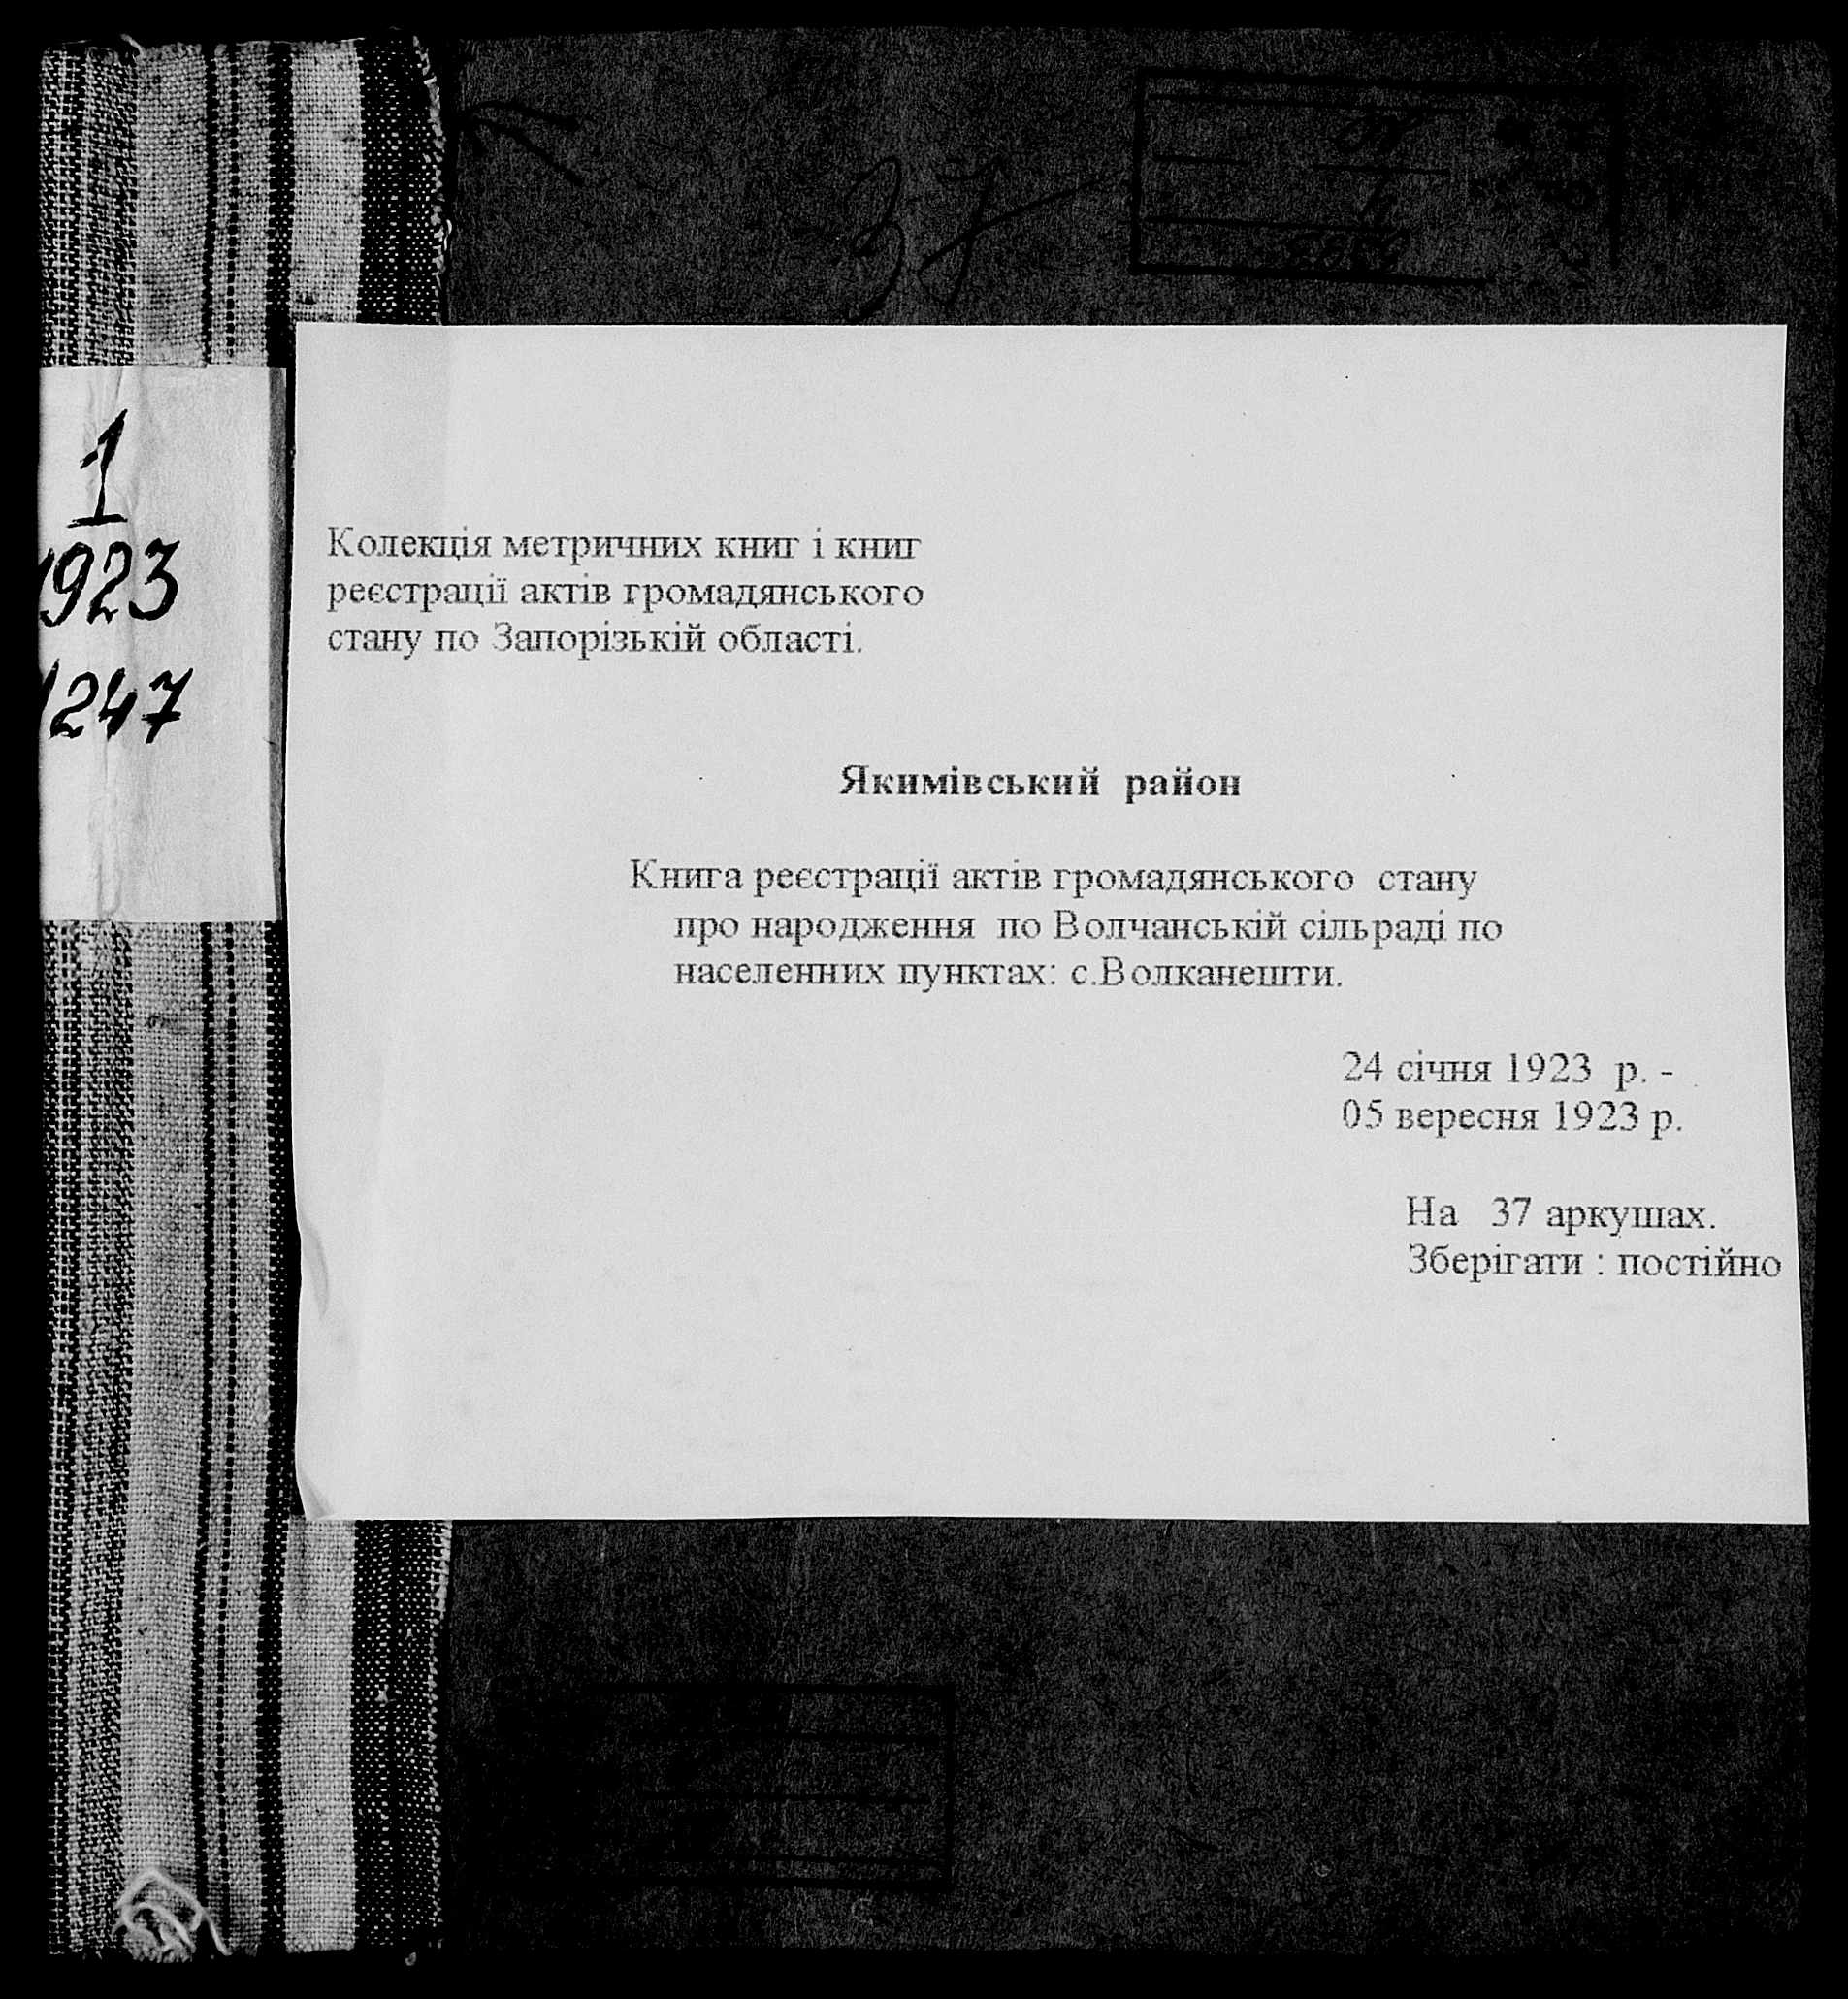 37
1
1923
1247
Колекція метричних книг і книг
реєстрації актів громадянського
стану по Запорізькій області.
Якимівський район
Книга реєстрації актів громадянського стану
про народження по Волчанській сільраді по
населенних пунктах: с.Волканешти.
24 січня 1923 р. -
05 вересня 1923 р.
На 37 аркушах.
Зберігати : постійно